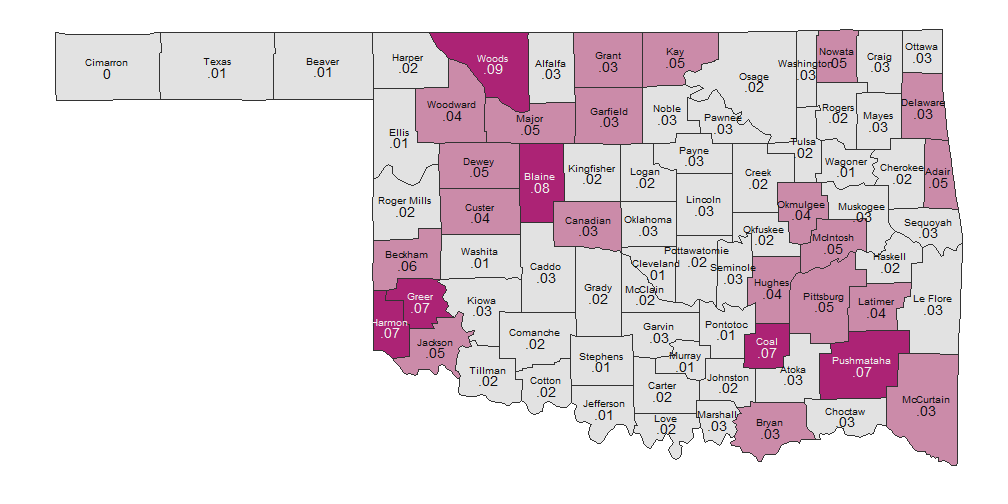 Cimarron
0
Texas
.01
Beaver
.01
Harper
.02
Woods
.09
Alfalfa
.03
Grant
.03
Kay
.05
Osage
.02
Washington
.03
Nowata
.05
Craig
.03
Ottawa
.03
Ellis
.01
Woodward
.04
Major
.05
Garfield
.03
Noble
.03
Pawnee
.03
Rogers
.02
Mayes
.03
Delaware
.03
Roger Mills
.02
Dewey
.05
Blaine
.08
Kingfisher
.02
Logan
.02
Payne
.03
Creek
.02
Tulsa
.02
Wagoner
.01
Cherokee
.02
Adair
.05
Custer
.04
Canadian
.03
Oklahoma
.03
Lincoln
.03
Okmulgee
.04
Muskogee
.03
Sequoyah
.03
Beckham
.06
Washita
.01
Caddo
.03
Cleveland
.01
Pottawatomie
.02
Seminole
.03
Okfuskee
.02
McIntosh
.05
Haskell
.02
Greer
.07
Kiowa
.03
Grady
.02
McClain
.02
Hughes
.04
Pittsburg
.05
Latimer
.04
Le Flore
.03
Harmon
.07
Jackson
.05
Comanche
.02
Garvin
.03
Pontotoc
.01
Coal
.07
Tillman
.02
Cotton
.02
Stephens
.01
Murray
.01
Carter
.02
Johnston
.02
Atoka
.03
Pushmataha
.07
McCurtain
.03
Jefferson
.01
Love
.02
Marshall
.03
Bryan
.03
Choctaw
.03